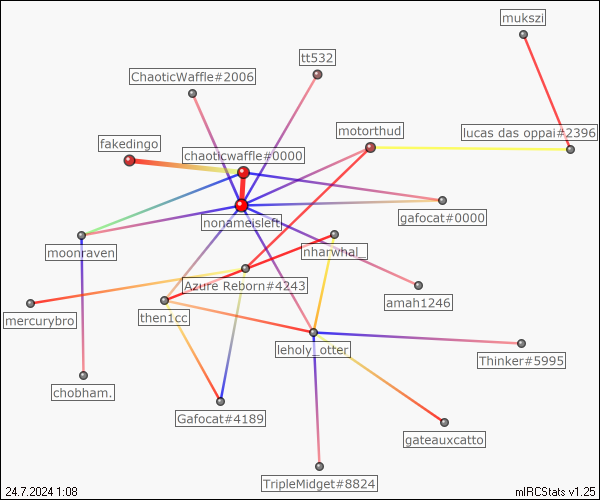 mukszi
tt532
ChaoticWaffle#2006
motorthud
lucas das oppai#2396
fakedingo
chaoticwaffle#0000
gafocat#0000
nonameisleft
nharwhal_
moonraven
Azure Reborn#4243
amah1246
mercurybro
then1cc
leholy_otter
Thinker#5995
chobham.
Gafocat#4189
gateauxcatto
TripleMidget#8824
24.7.2024 1:08
mIRCStats v1.25